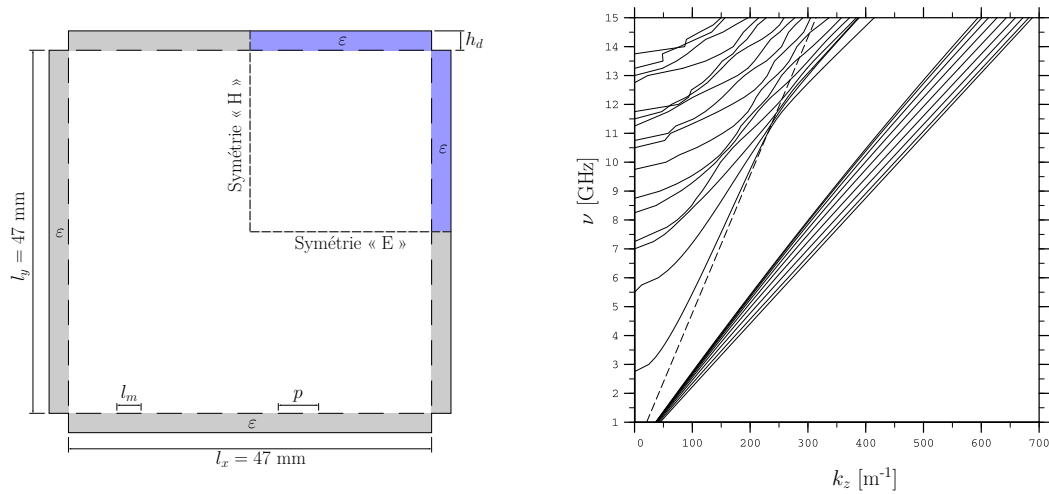 ε
h_d
Symétrie « H »
ε
Symétrie « E »
ε
l_y = 47 mm
l_m
p
ε
l_x = 47 mm
15
14
13
12
11
10
9
8
7
6
5
4
3
2
1
ν [GHz]
0 100 200 300 400 500 600 700
k_z [m⁻¹]